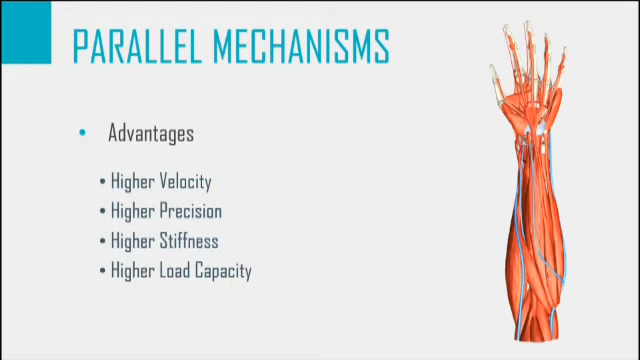 PARALLEL MECHANISMS
• Advantages
• Higher Velocity
• Higher Precision
• Higher Stiffness
• Higher Load Capacity